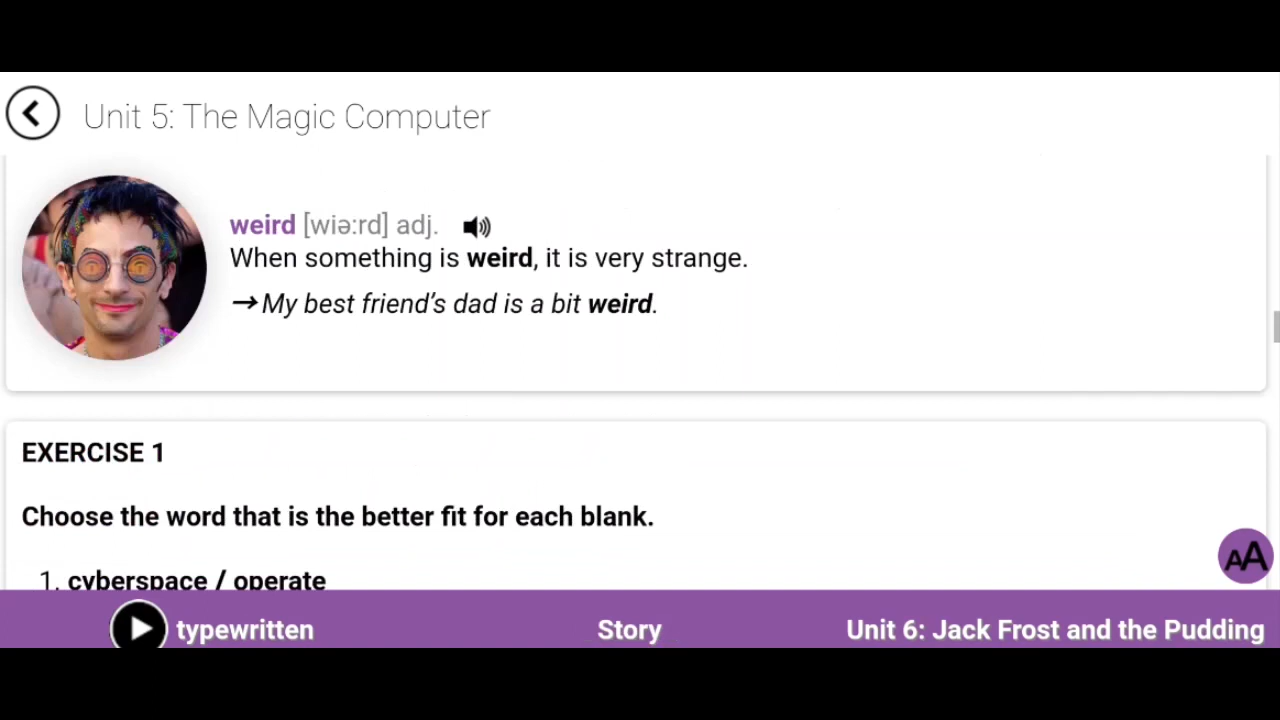 Unit 5: The Magic Computer
weird [wiə:rd] adj.
When something is weird, it is very strange.
→ My best friend’s dad is a bit weird.
EXERCISE 1
Choose the word that is the better fit for each blank.
1. cyberspace / operate
AA
typewritten
Story
Unit 6: Jack Frost and the Pudding